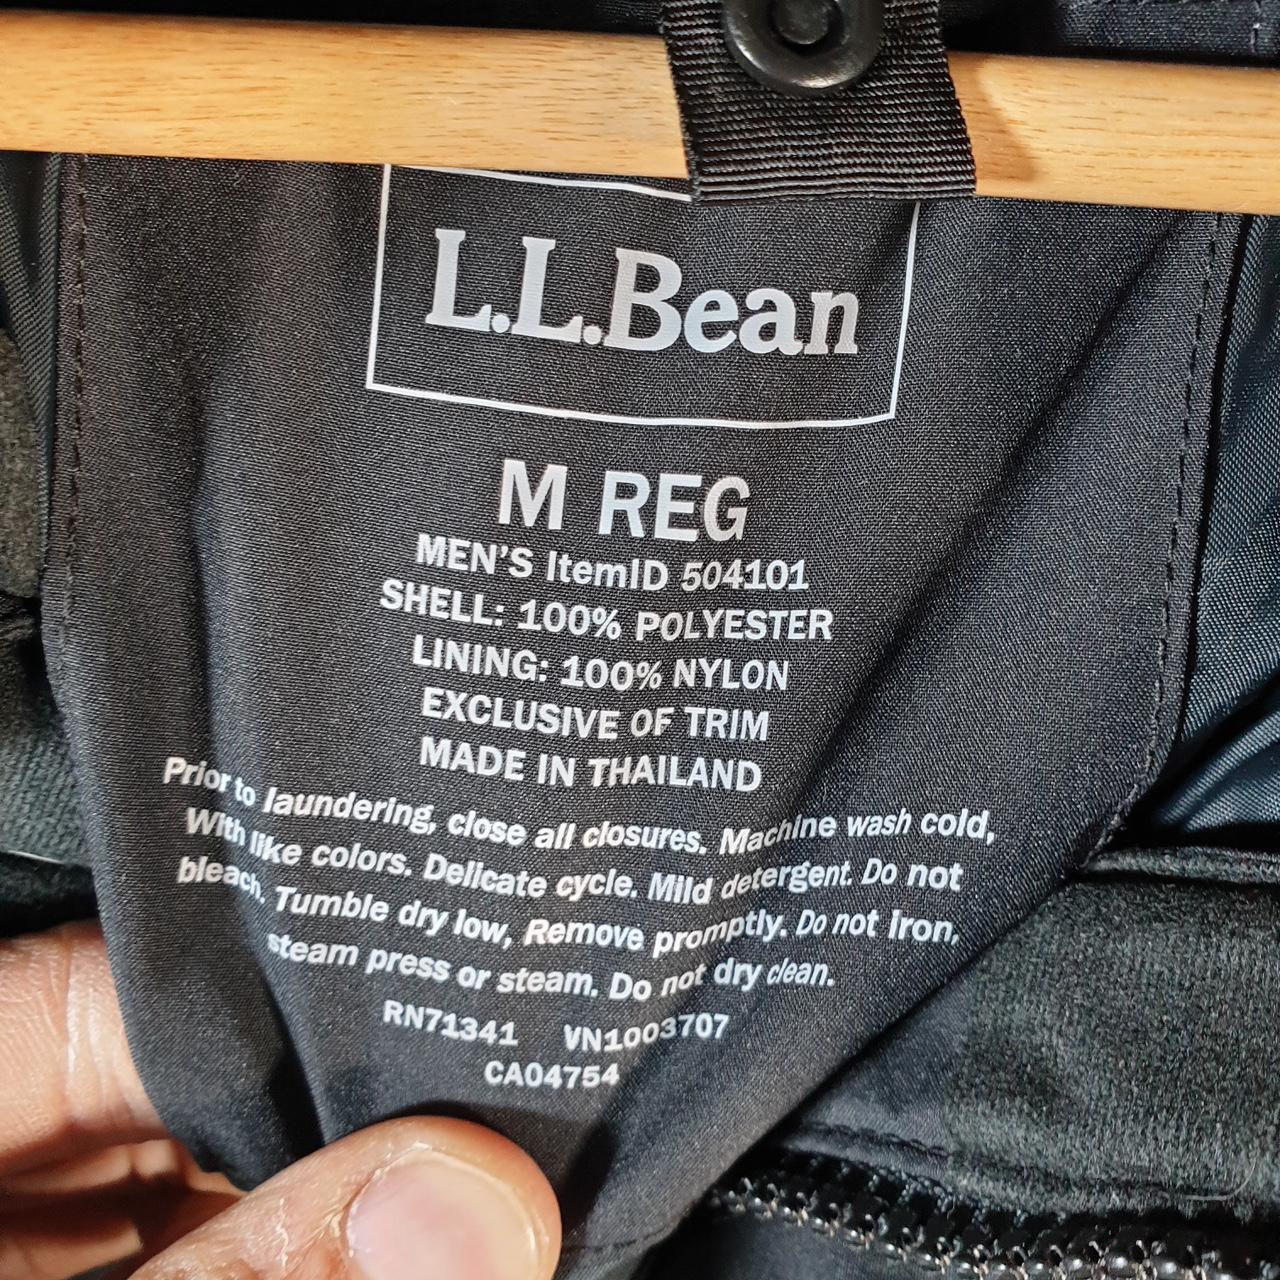 L.L.Bean
M REG
MEN'S ItemID 504101
SHELL: 100% POLYESTER
LINING: 100% NYLON
EXCLUSIVE OF TRIM
MADE IN THAILAND
Prior to laundering, close all closures. Machine wash cold,
With like colors. Delicate cycle. Mild detergent. Do not
bleach. Tumble dry low, Remove promptly. Do not Iron,
steam press or steam. Do not dry clean.
RN71341 VN1003707
CA04754